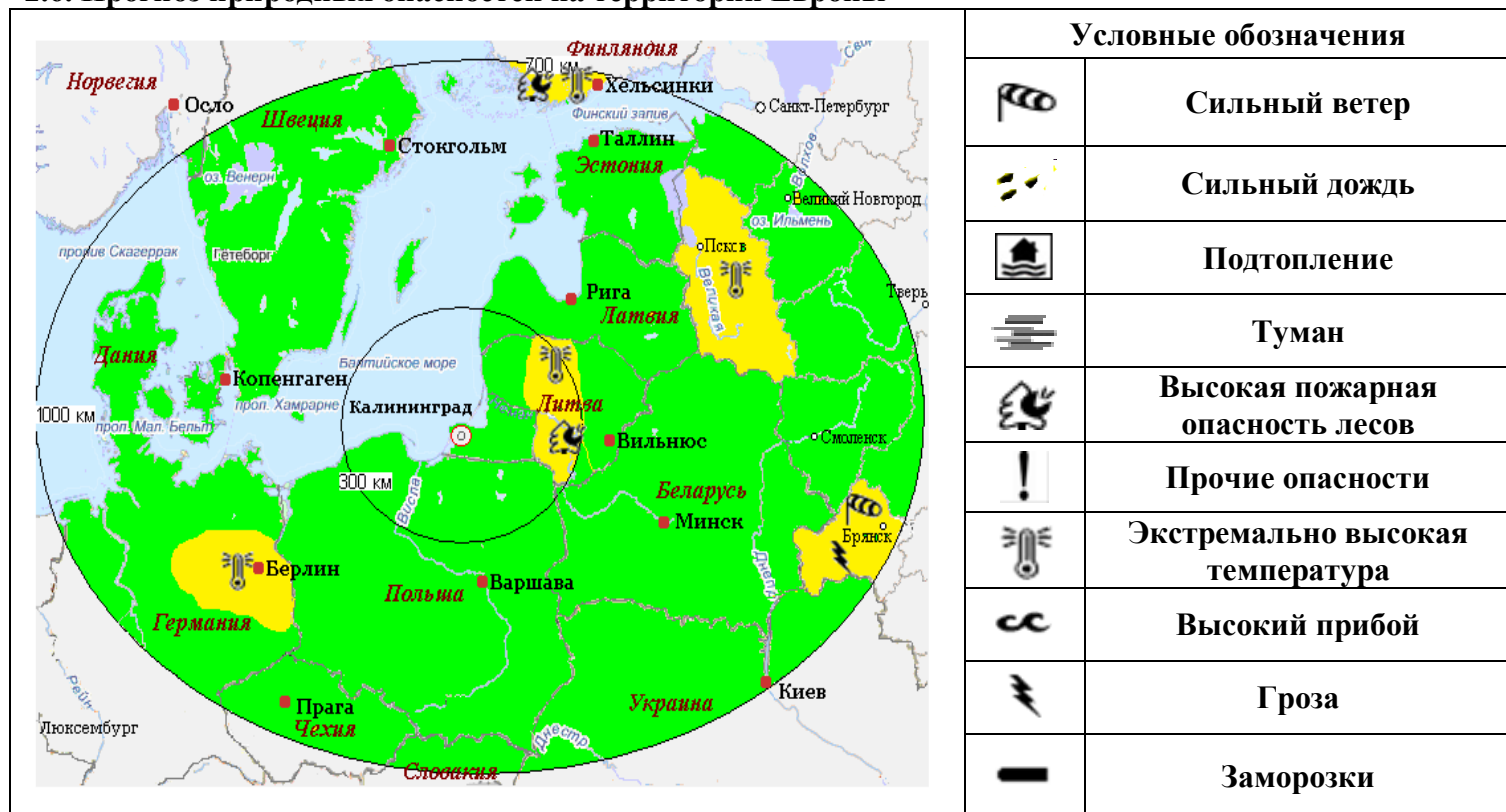 Финляндия
700 км
Хельсинки
Норвегия
Осло
Санкт-Петербург
Швеция
Финский запив
Таллин
Стокгольм
Эстония
Волхов
оз. Венерн
Великий Новгород
оз. Ильмень
пролив Скагеррак
Гетеборг
Псков
Великая
Тверь
Рига
Латвия
Дания
Балтийское море
Копенгаген
прол. Хамрарне
Калининград
Литва
1000 км
прол. Мал. Бельт
Вильнюс
Смоленск
300 км
Висла
Беларусь
Минск
Брянск
Днепр
Берлин
Варшава
Польша
Германия
Рейн
Киев
Украина
Прага
Чехия
Люксембург
Днестр
Словакия
Условные обозначения
Сильный ветер
Сильный дождь
Подтопление
Туман
Высокая пожарная
опасность лесов
Прочие опасности
Экстремально высокая
температура
Высокий прибой
Гроза
Заморозки